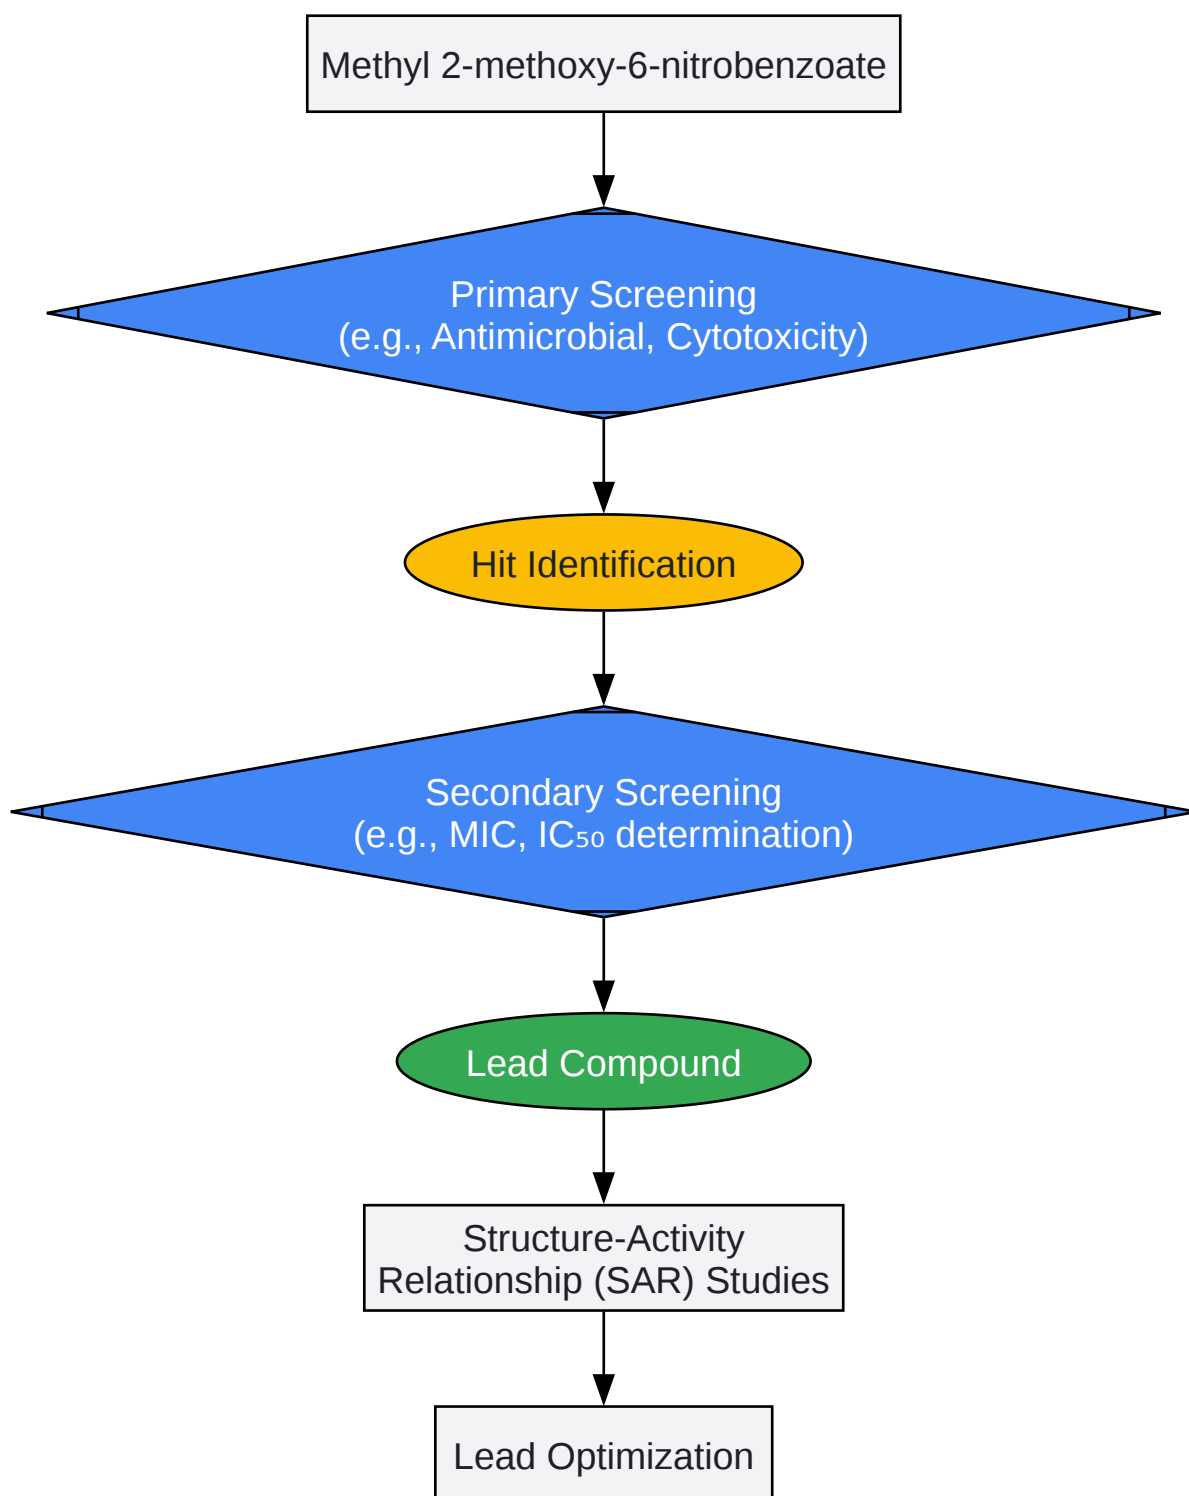 Methyl 2-methoxy-6-nitrobenzoate
Primary Screening
(e.g., Antimicrobial, Cytotoxicity)
Hit Identification
Secondary Screening
(e.g., MIC, IC₅₀ determination)
Lead Compound
Structure-Activity
Relationship (SAR) Studies
Lead Optimization